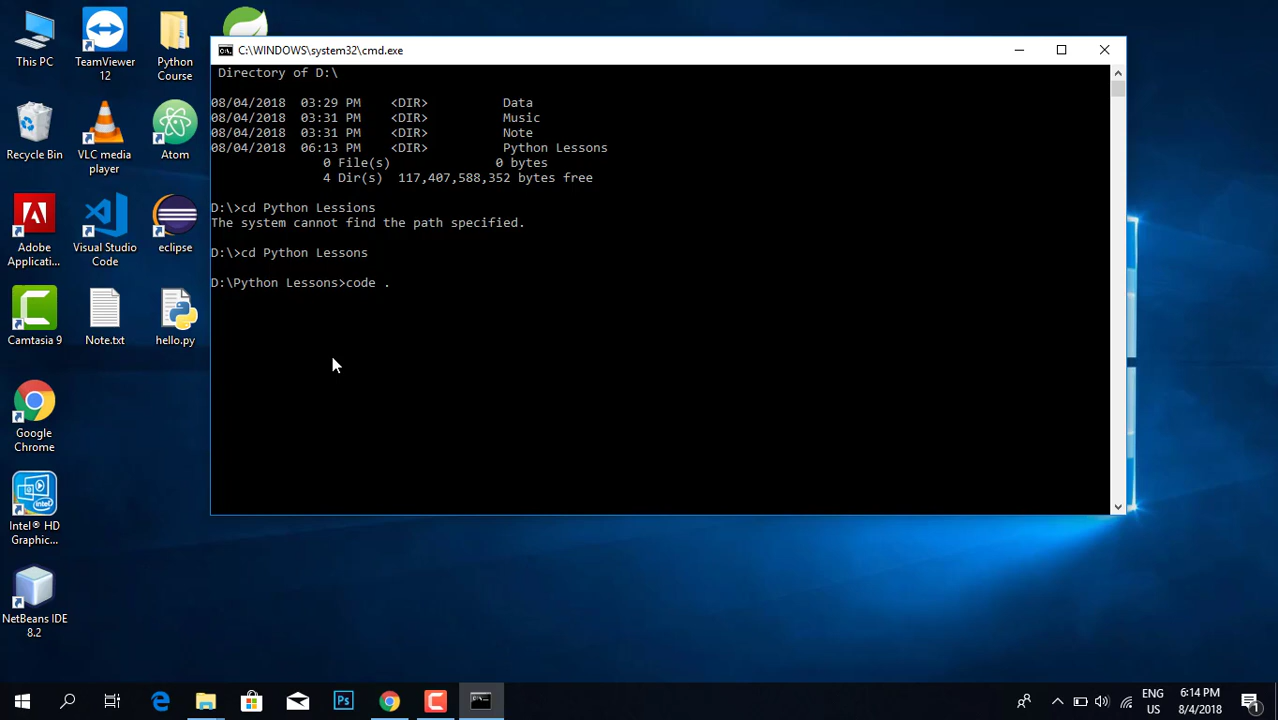 This PC
TeamViewer
12
Python
Course
Recycle Bin
VLC media
player
Atom
Adobe
Applicati...
Visual Studio
Code
eclipse
Camtasia 9
Note.txt
hello.py
Google
Chrome
Intel® HD
Graphic...
NetBeans IDE
8.2
C:\WINDOWS\system32\cmd.exe
Directory of D:\
08/04/2018 03:29 PM <DIR> Data
08/04/2018 03:31 PM <DIR> Music
08/04/2018 03:31 PM <DIR> Note
08/04/2018 06:13 PM <DIR> Python Lessons
0 File(s) 0 bytes
4 Dir(s) 117,407,588,352 bytes free
D:\>cd Python Lessions
The system cannot find the path specified.
D:\>cd Python Lessons
D:\Python Lessons>code .
Ps
ENG
US
6:14 PM
8/4/2018
1